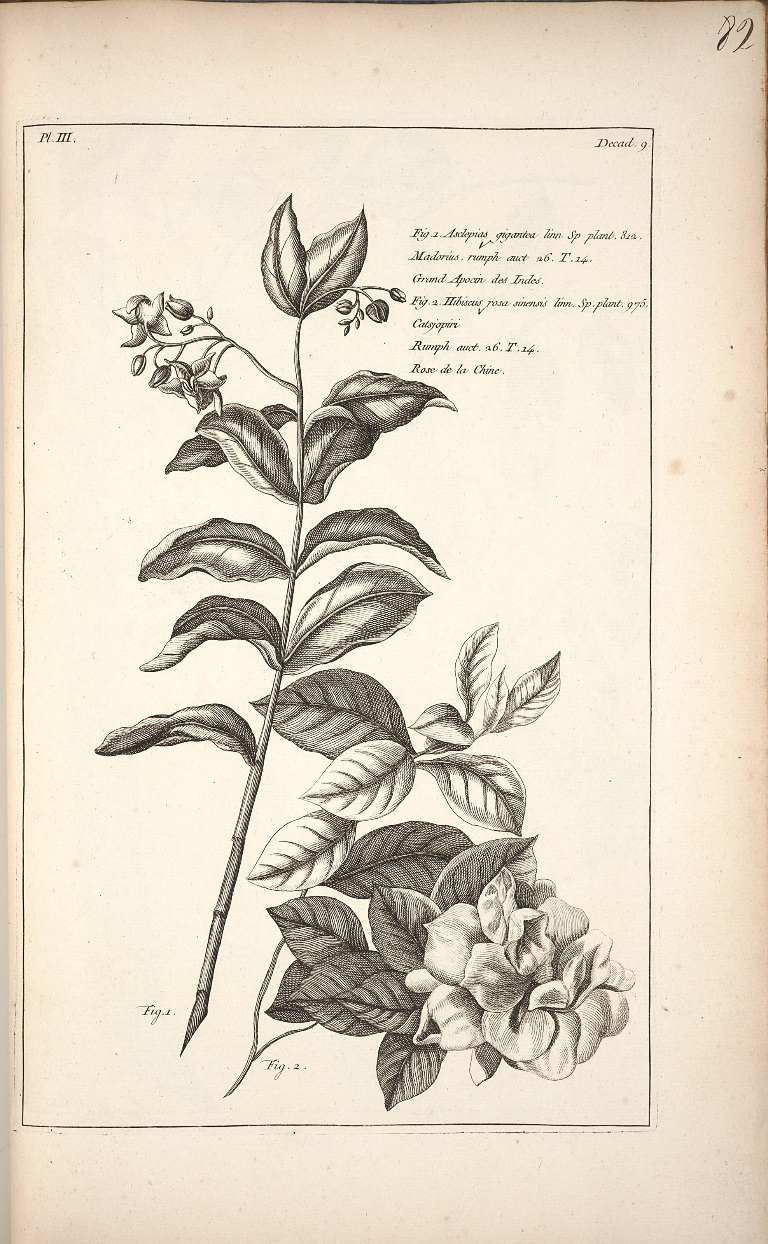 82
Pl. III.
Decad. 9
Fig. 1. Asclepias gigantea linn Sp plant. 812.
Madorius. rumph auct 26. T. 14.
Grand Apocin des Indes.
Fig. 2. Hibiscus rosa sinensis linn. Sp. plant. 975.
Catsjopiri
Rumph auct. 26. T. 14.
Rose de la Chine.
Fig. 1.
Fig. 2.